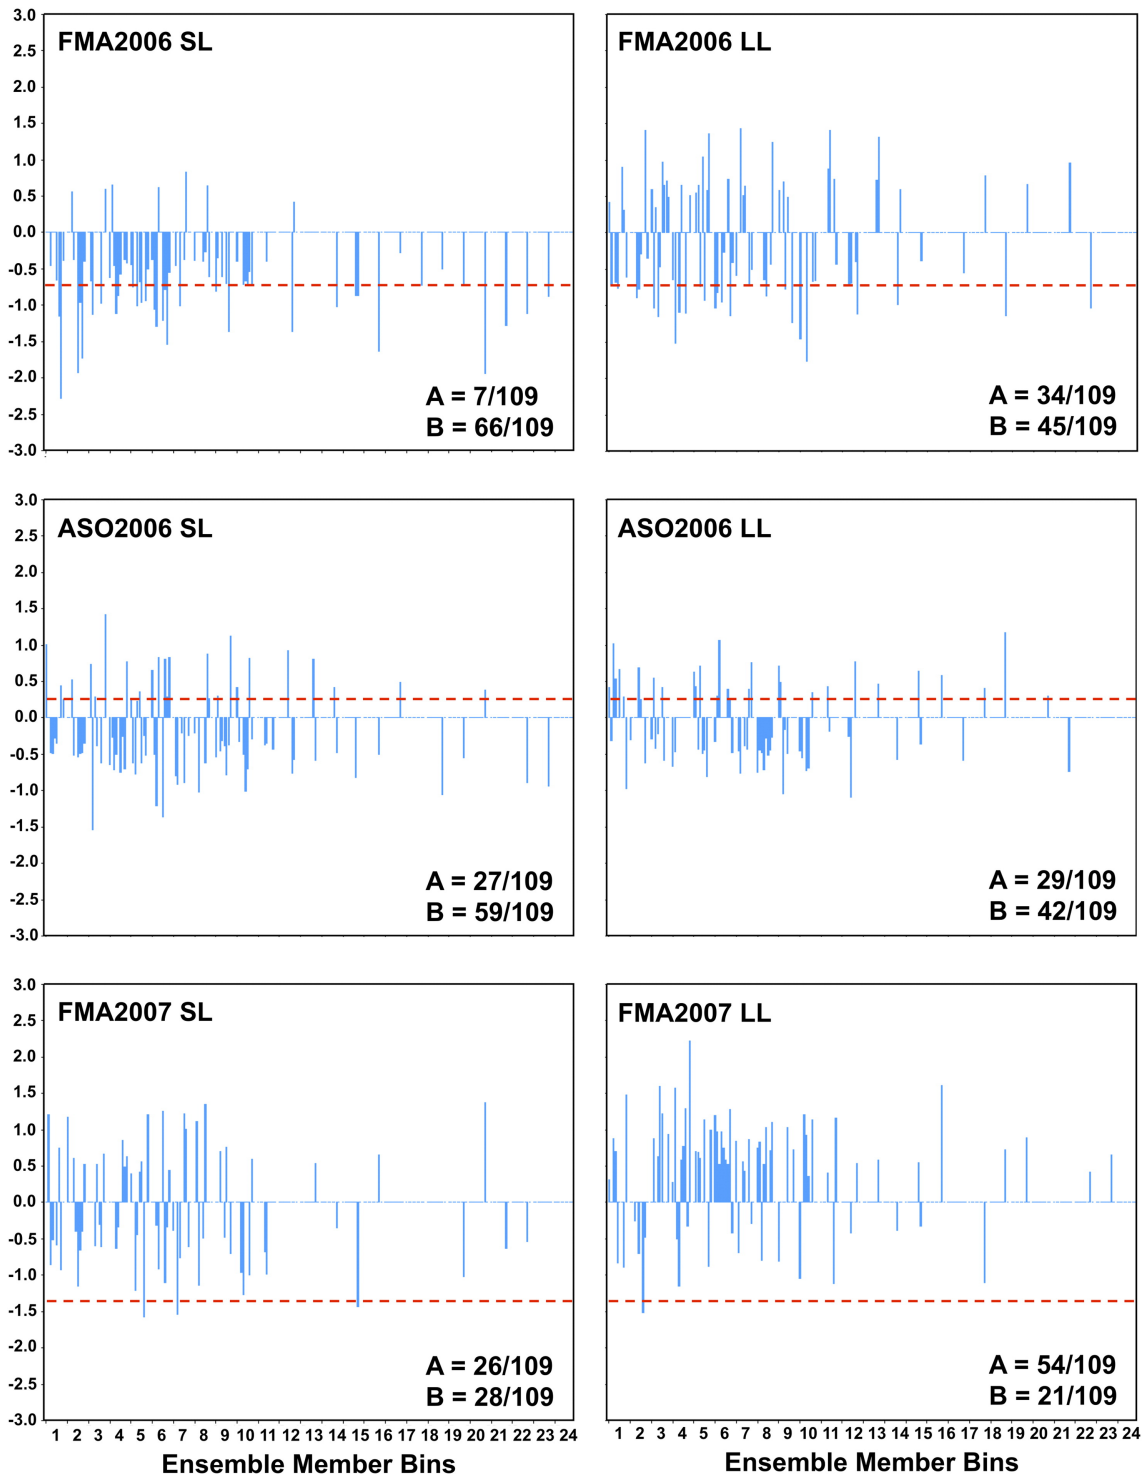 3.0
2.5
2.0
1.5
1.0
0.5
0.0
-0.5
-1.0
-1.5
-2.0
-2.5
-3.0
FMA2006 SL
A = 7/109
B = 66/109
FMA2006 LL
A = 34/109
B = 45/109
3.0
2.5
2.0
1.5
1.0
0.5
0.0
-0.5
-1.0
-1.5
-2.0
-2.5
-3.0
ASO2006 SL
A = 27/109
B = 59/109
ASO2006 LL
A = 29/109
B = 42/109
3.0
2.5
2.0
1.5
1.0
0.5
0.0
-0.5
-1.0
-1.5
-2.0
-2.5
-3.0
FMA2007 SL
A = 26/109
B = 28/109
1 2 3 4 5 6 7 8 9 10 11 12 13 14 15 16 17 18 19 20 21 22 23 24
Ensemble Member Bins
FMA2007 LL
A = 54/109
B = 21/109
1 2 3 4 5 6 7 8 9 10 11 12 13 14 15 16 17 18 19 20 21 22 23 24
Ensemble Member Bins